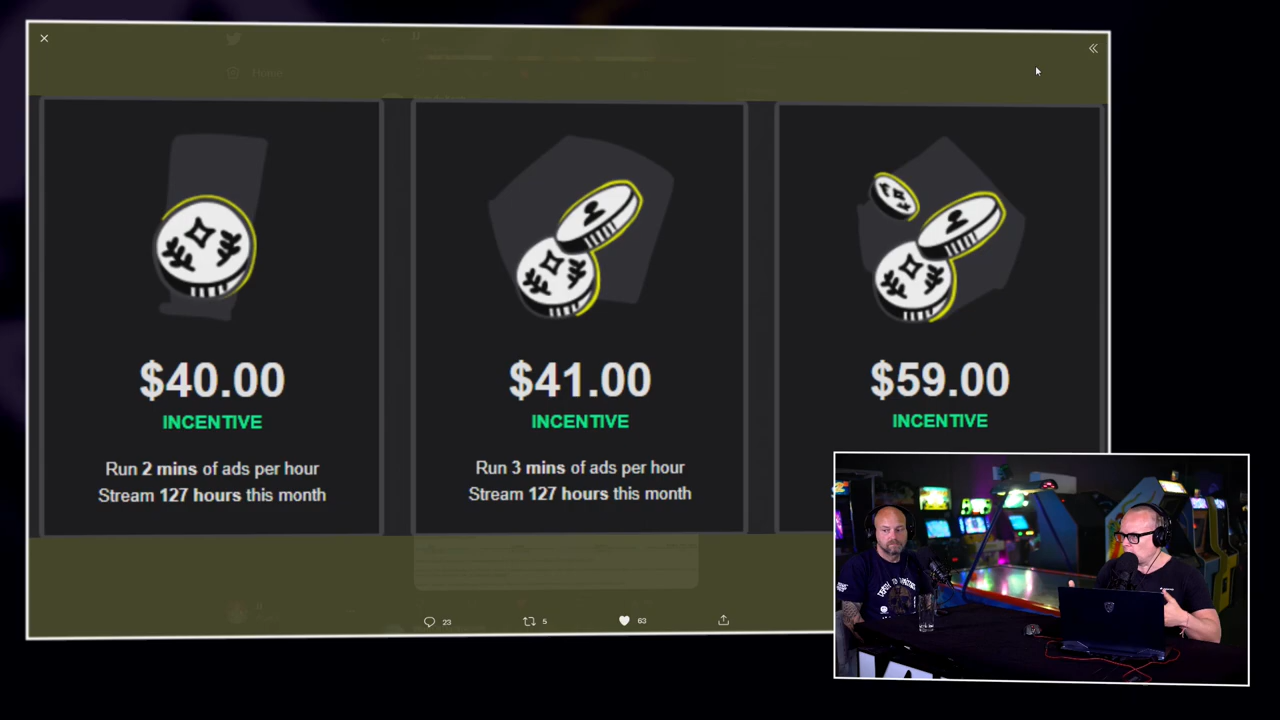 $40.00
INCENTIVE
Run 2 mins of ads per hour
Stream 127 hours this month
$41.00
INCENTIVE
Run 3 mins of ads per hour
Stream 127 hours this month
$59.00
INCENTIVE
Home
23
5
63